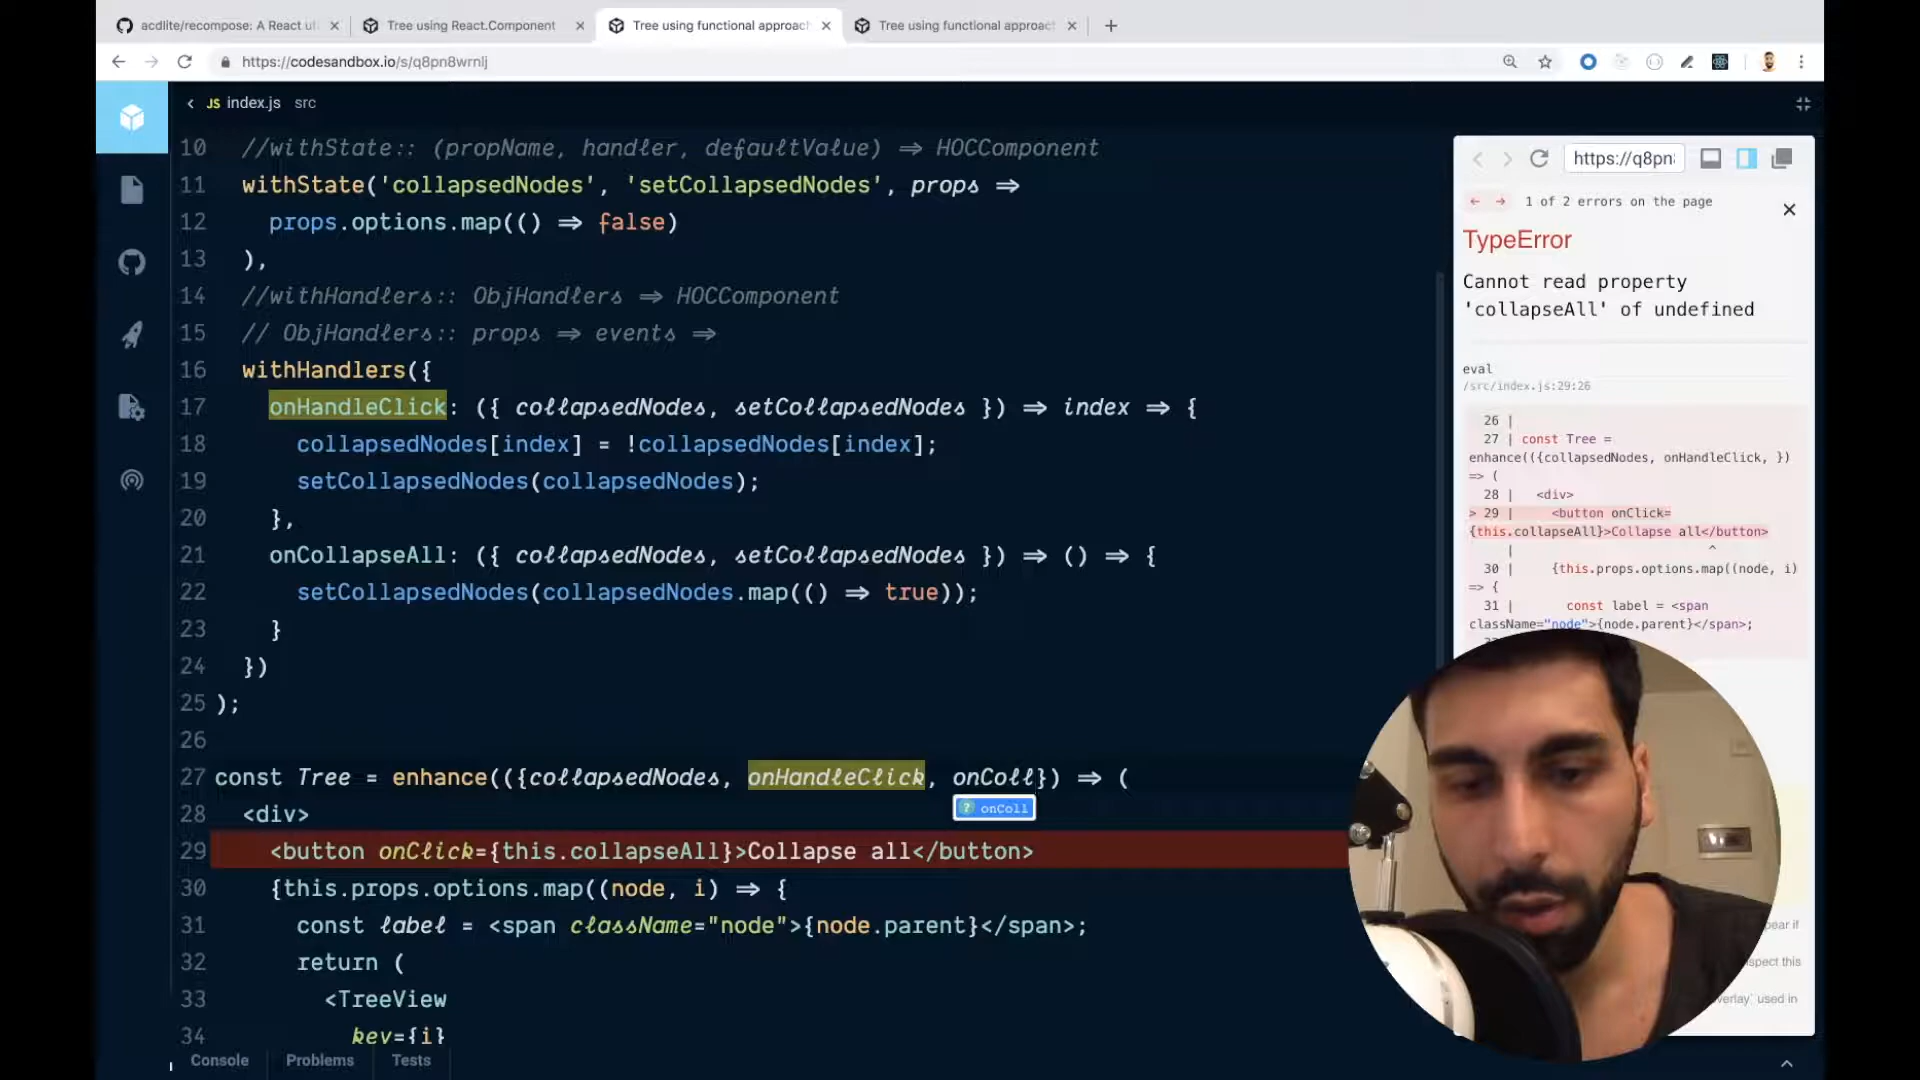 acdlite/recompose: A React ut
Tree using React.Component
Tree using functional approach
Tree using functional approach
https://codesandbox.io/s/q8pn8wrnlj
JS index.js src
10 //withState:: (propName, handler, defaultValue) ⇒ HOCComponent
11 withState('collapsedNodes', 'setCollapsedNodes', props ⇒
12 props.options.map(() ⇒ false)
13 ),
14 //withHandlers:: ObjHandlers ⇒ HOCComponent
15 // ObjHandlers:: props ⇒ events ⇒
16 withHandlers({
17 onHandleClick: ({ collapsedNodes, setCollapsedNodes }) ⇒ index ⇒ {
18 collapsedNodes[index] = !collapsedNodes[index];
19 setCollapsedNodes(collapsedNodes);
20 },
21 onCollapseAll: ({ collapsedNodes, setCollapsedNodes }) ⇒ () ⇒ {
22 setCollapsedNodes(collapsedNodes.map(() ⇒ true));
23 }
24 })
25 );
26
27 const Tree = enhance(({collapsedNodes, onHandleClick, onColl}) ⇒ (
? onColl
28 <div>
29 <button onClick={this.collapseAll}>Collapse all</button>
30 {this.props.options.map((node, i) ⇒ {
31 const label = <span className="node">{node.parent}</span>;
32 return (
33 <TreeView
34 key={i}
Console Problems Tests
https://q8pn
1 of 2 errors on the page
TypeError
Cannot read property
'collapseAll' of undefined
eval
/src/index.js:29:26
26 |
27 | const Tree =
enhance(({collapsedNodes, onHandleClick, })
=> (
28 | <div>
> 29 | <button onClick=
{this.collapseAll}>Collapse all</button>
| ^
30 | {this.props.options.map((node, i)
=> {
31 | const label = <span
className="node">{node.parent}</span>;
pear if
spect this
verlay` used in